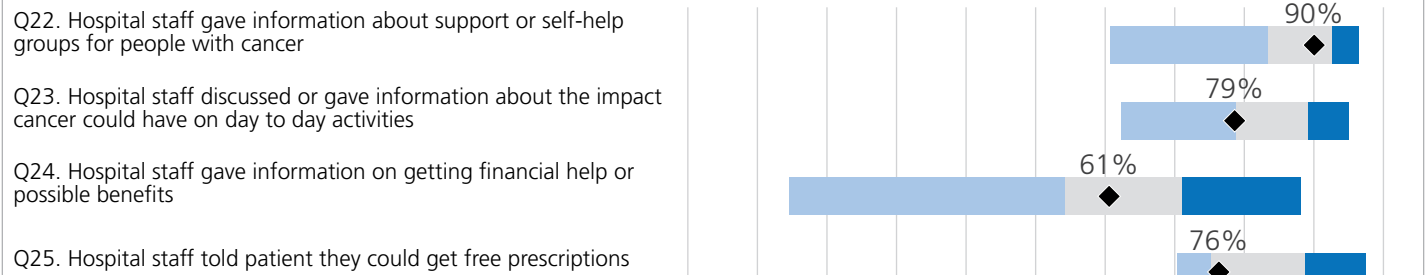 Q22. Hospital staff gave information about support or self-help
groups for people with cancer
90%
Q23. Hospital staff discussed or gave information about the impact
cancer could have on day to day activities
79%
Q24. Hospital staff gave information on getting financial help or
possible benefits
61%
Q25. Hospital staff told patient they could get free prescriptions
76%